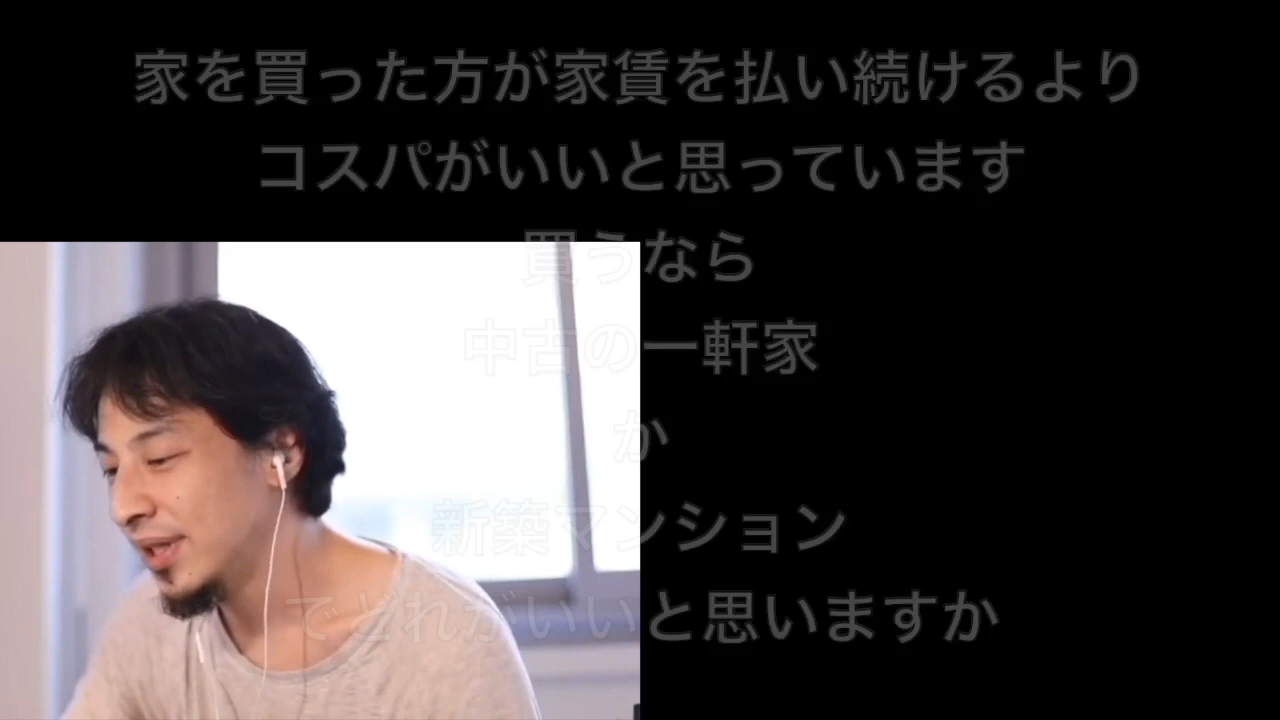 家を買った方が家賃を払い続けるより
コスパがいいと思っています
買うなら
中古の一軒家
か
新築マンション
でどれがいいと思いますか